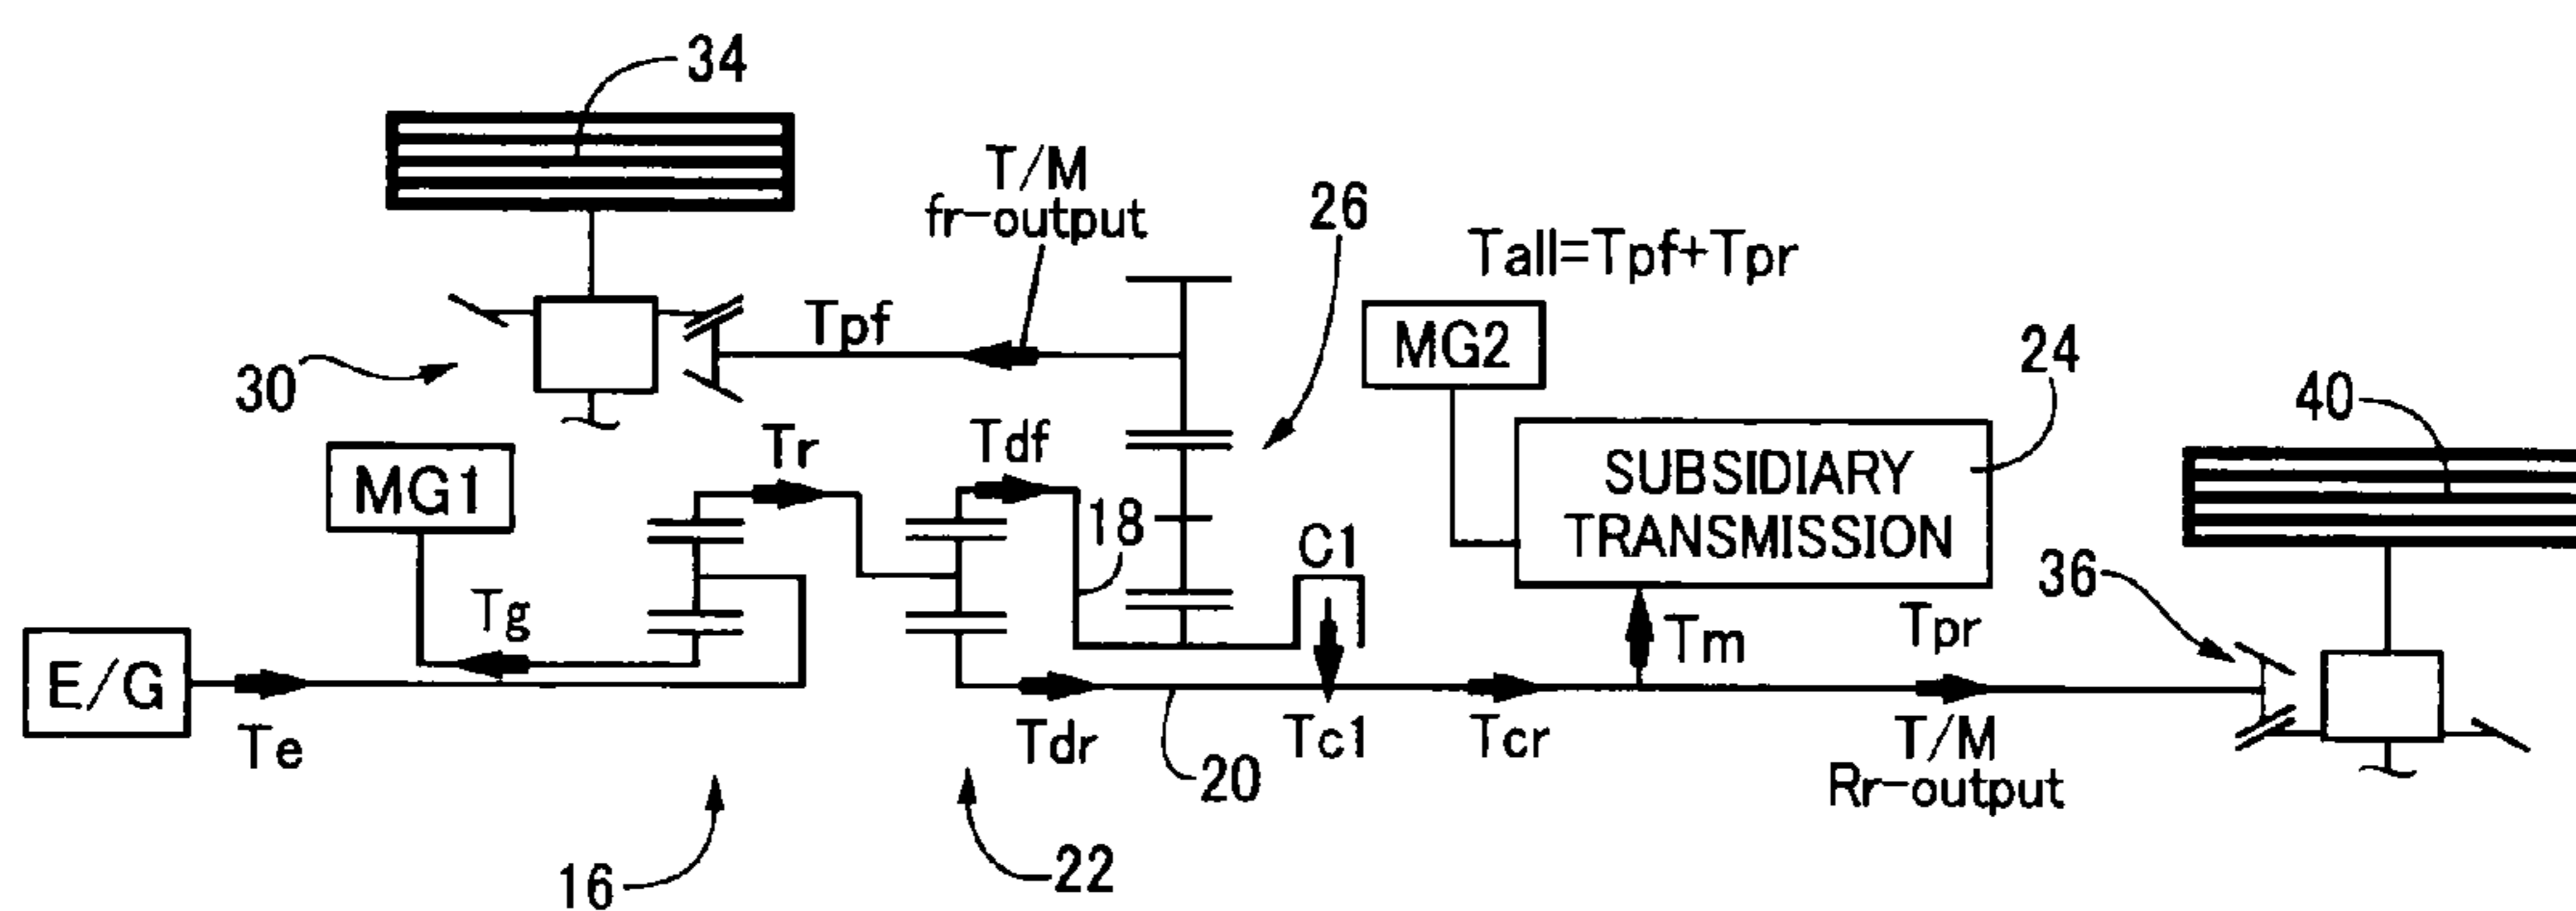 34
T/M
fr-output
26
Tall=Tpf+Tpr
Tpf
MG2
24
30
40
Tr
Tdf
MG1
SUBSIDIARY
TRANSMISSION
18
C1
36
Tg
Tpr
Tm
E/G
Te
Tdr
20
Tc1
Tcr
T/M
Rr-output
16
22